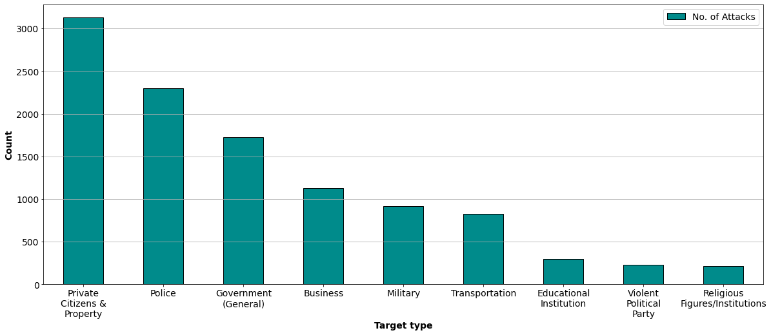 No. of Attacks
3000
2500
2000
1500
1000
500
0
Count
Private
Citizens &
Property
Police
Government
(General)
Business
Military
Transportation
Educational
Institution
Violent
Political
Party
Religious
Figures/Institutions
Target type